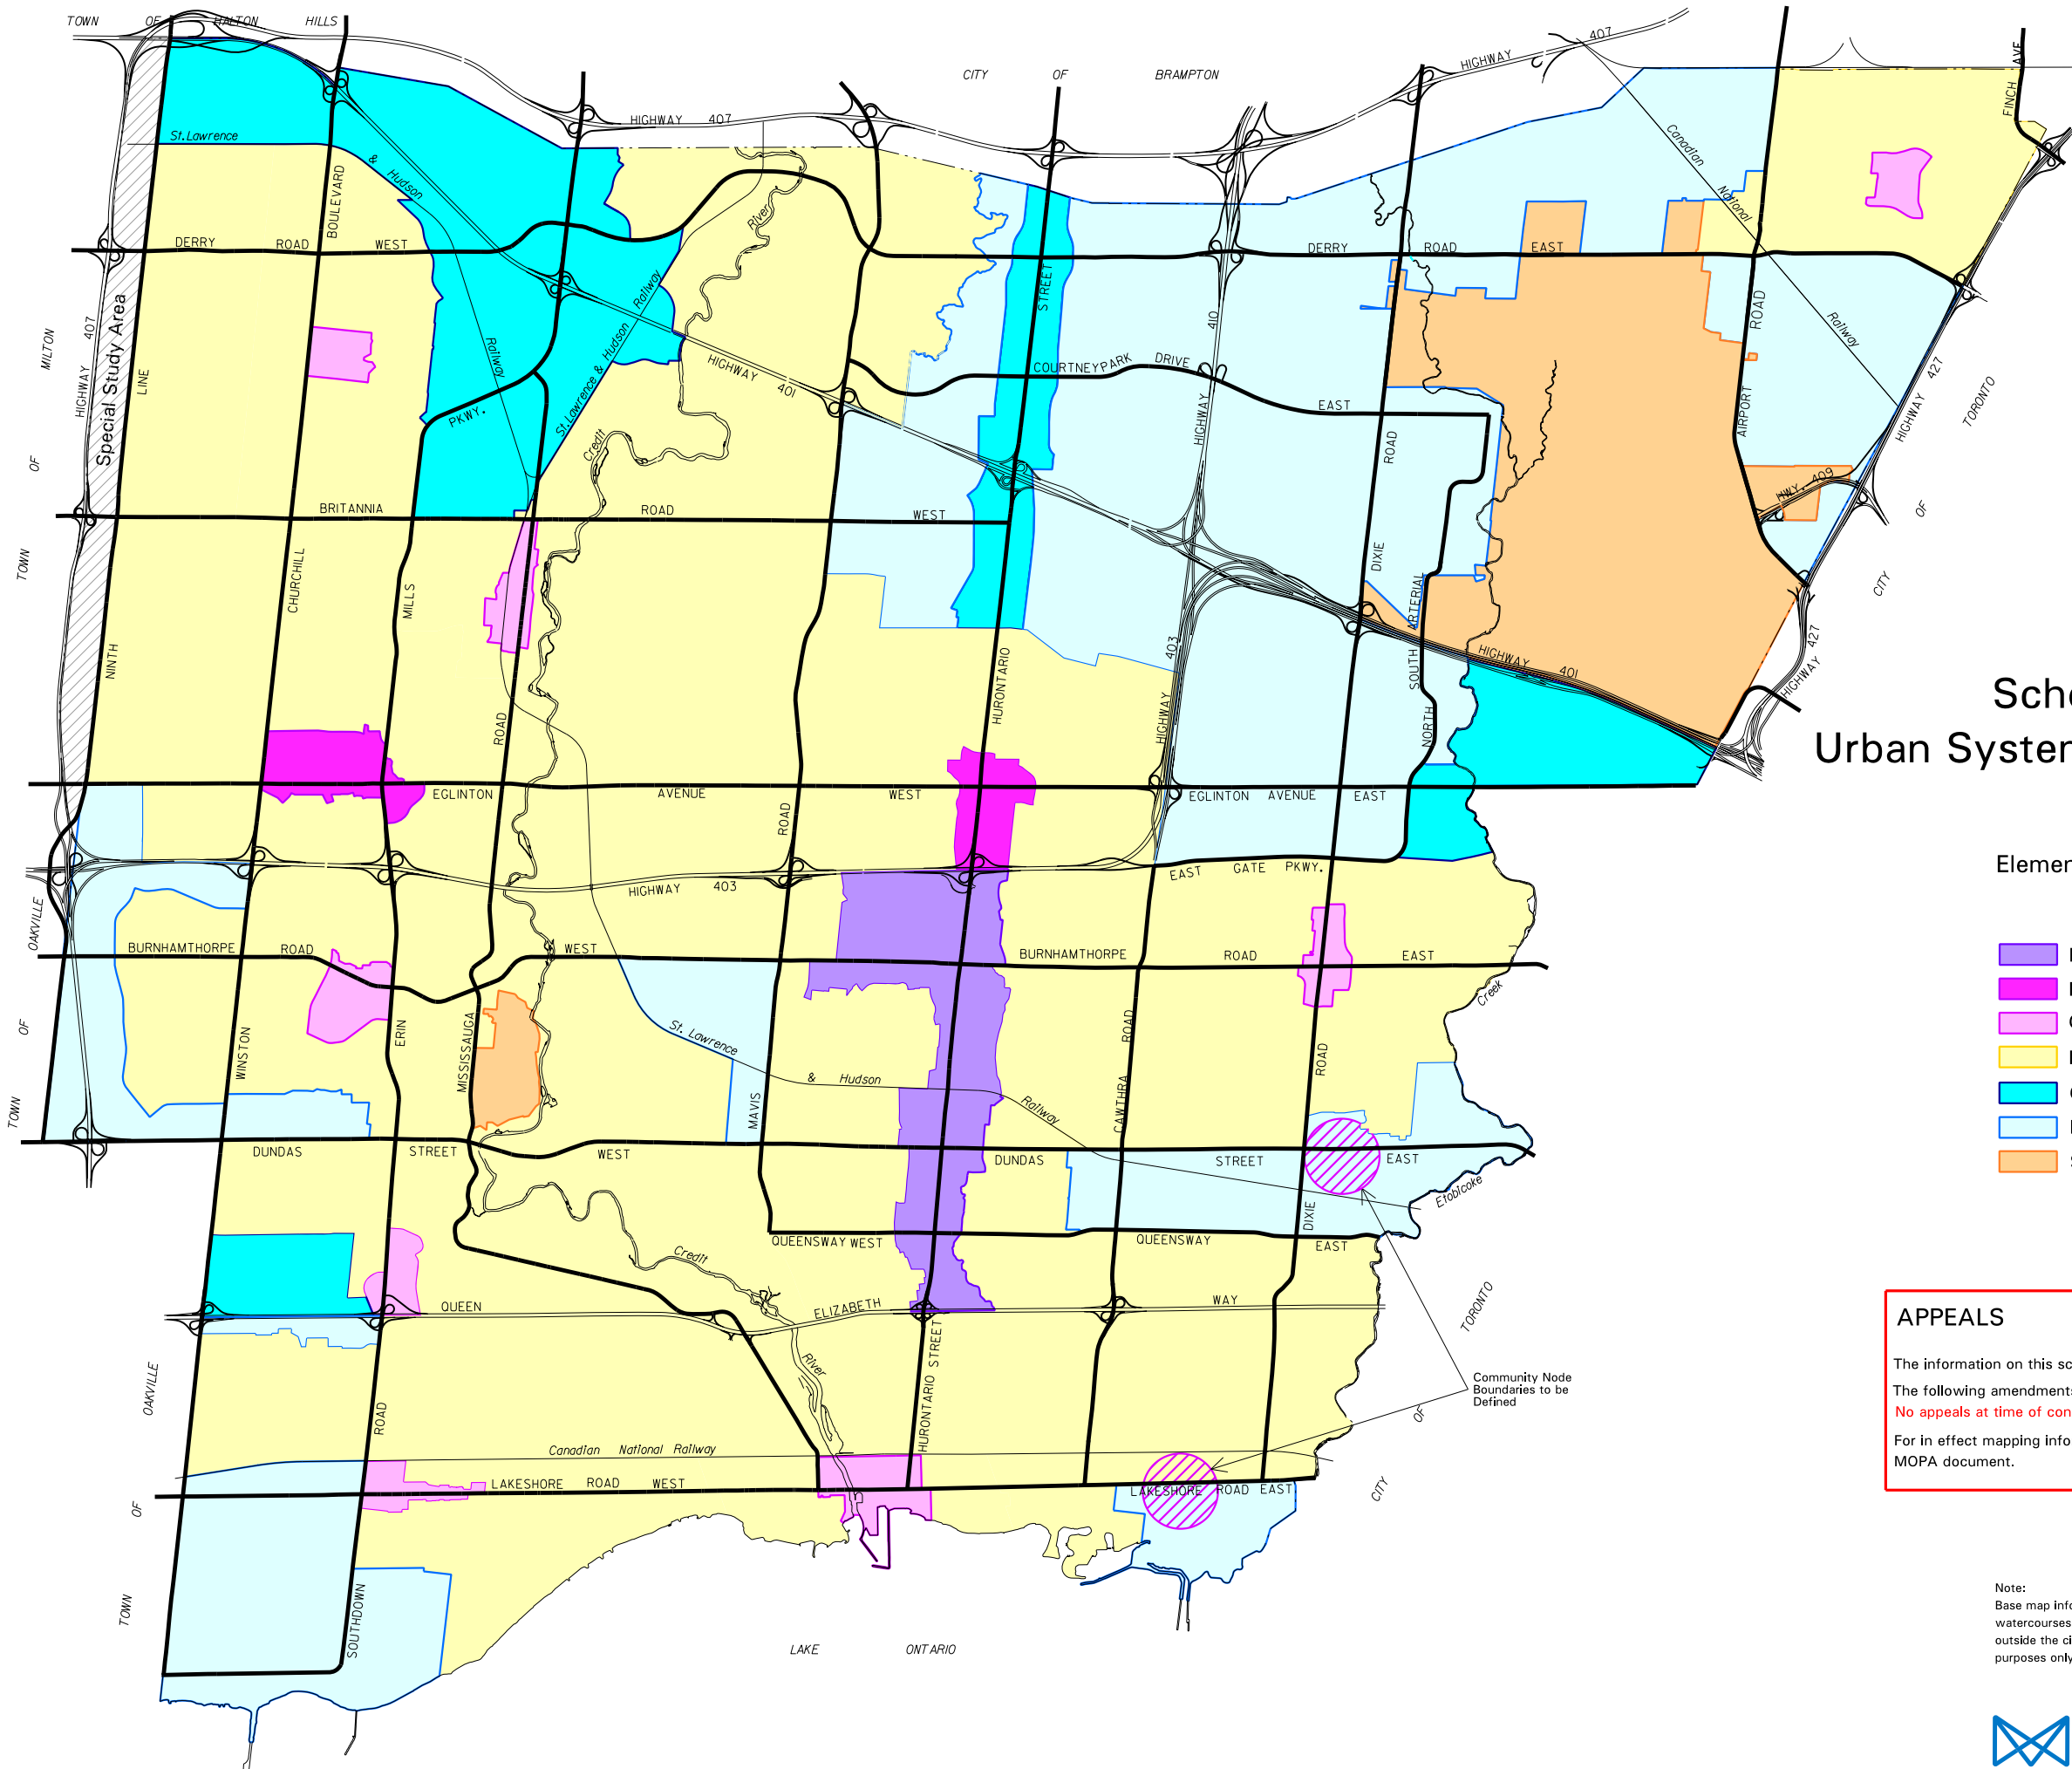 TOWN OF HALTON HILLS
CITY OF BRAMPTON
HIGHWAY 407
HIGHWAY 407
FINCH AVE
St.Lawrence & Hudson Railway
BOULEVARD
River
Canadian National Railway
DERRY ROAD WEST
DERRY ROAD EAST
STREET
410
ROAD
MILTON
HIGHWAY 407
Special Study Area
LINE
PKWY.
St.Lawrence & Hudson Railway
Credit
HIGHWAY 401
COURTNEYPARK DRIVE EAST
HIGHWAY
ROAD
AIRPORT
HIGHWAY 427
TORONTO
OF
HWY. 409
OF
BRITANNIA ROAD WEST
TOWN
CHURCHILL
MILLS
DIXIE
ARTERIAL
CITY
NINTH
ROAD
HURONTARIO
403
HIGHWAY
SOUTH
NORTH
HIGHWAY 401
HIGHWAY 427
Sche
Urban System
EGLINTON AVENUE WEST
EGLINTON AVENUE EAST
ROAD
HIGHWAY 403
EAST GATE PKWY.
Elemen
OAKVILLE
BURNHAMTHORPE ROAD WEST
BURNHAMTHORPE ROAD EAST
Creek
OF
WINSTON
ERIN
MISSISSAUGA
St. Lawrence & Hudson Railway
ROAD
ROAD
TOWN
MAVIS
CAWTHRA
DUNDAS STREET WEST
DUNDAS STREET EAST
Etobicoke
DIXIE
QUEENSWAY WEST
QUEENSWAY EAST
Credit
River
QUEEN ELIZABETH WAY
TORONTO
HURONTARIO STREET
OAKVILLE
ROAD
Community Node
Boundaries to be
Defined
OF
Canadian National Railway
LAKESHORE ROAD WEST
LAKESHORE ROAD EAST
CITY
OF
TOWN
SOUTHDOWN
LAKE ONTARIO
APPEALS
The information on this sc
The following amendments
No appeals at time of con
For in effect mapping info
MOPA document.
Note:
Base map info
watercourses
outside the ci
purposes only